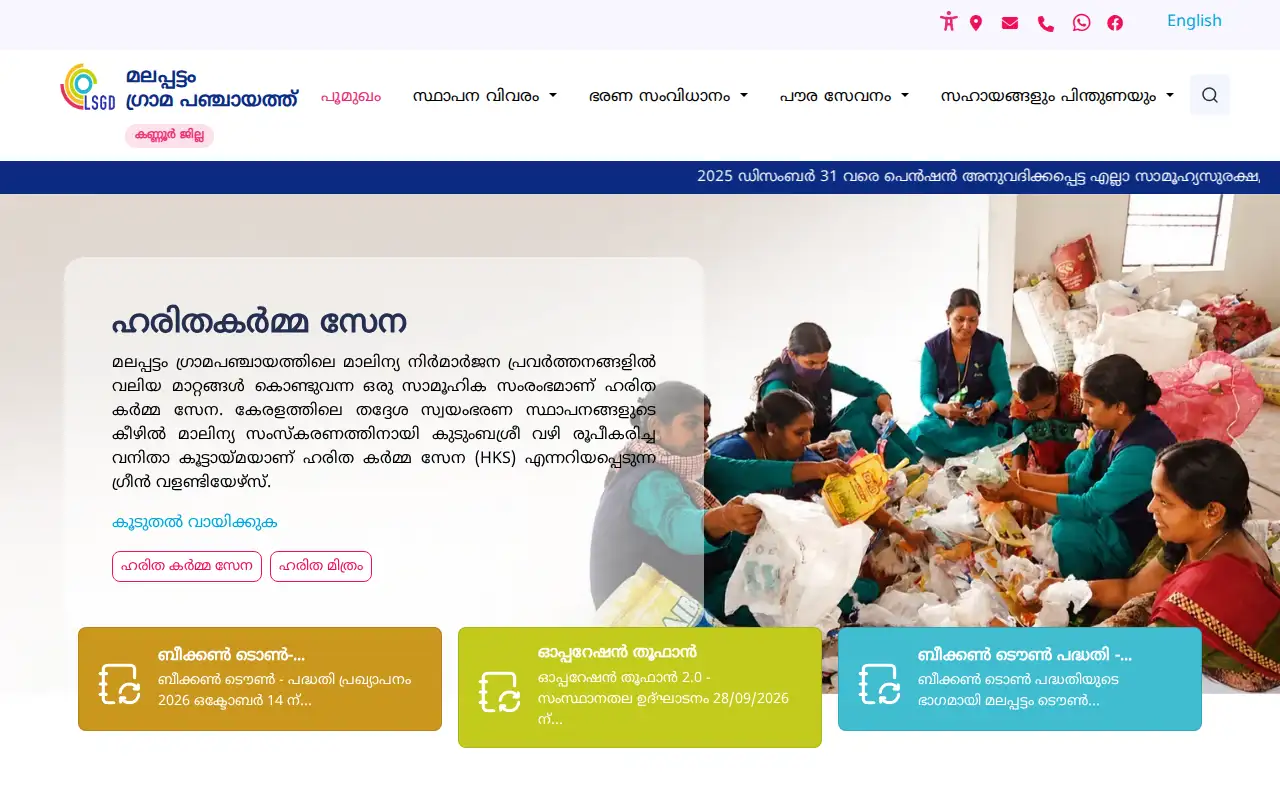 English
LSGD
മലപ്പട്ടം
ഗ്രാമ പഞ്ചായത്ത്
കണ്ണൂർ ജില്ല
പൂമുഖം
സ്ഥാപന വിവരം
ഭരണ സംവിധാനം
പൗര സേവനം
സഹായങ്ങളും പിന്തുണയും
2025 ഡിസംബർ 31 വരെ പെൻഷൻ അനുവദിക്കപ്പെട്ട എല്ലാ സാമൂഹ്യസുരക്ഷ,
ഹരിതകർമ്മ സേന
മലപ്പട്ടം ഗ്രാമപഞ്ചായത്തിലെ മാലിന്യ നിർമാർജന പ്രവർത്തനങ്ങളിൽ
വലിയ മാറ്റങ്ങൾ കൊണ്ടുവന്ന ഒരു സാമൂഹിക സംരംഭമാണ് ഹരിത
കർമ്മ സേന. കേരളത്തിലെ തദ്ദേശ സ്വയംഭരണ സ്ഥാപനങ്ങളുടെ
കീഴിൽ മാലിന്യ സംസ്കരണത്തിനായി കുടുംബശ്രീ വഴി രൂപീകരിച്ച
വനിതാ കൂട്ടായ്മയാണ് ഹരിത കർമ്മ സേന (HKS) എന്നറിയപ്പെടുന്ന
ഗ്രീൻ വളണ്ടിയേഴ്സ്.
കൂടുതൽ വായിക്കുക
ഹരിത കർമ്മ സേന
ഹരിത മിത്രം
ബീക്കൺ ടൊൺ-...
ബീക്കൺ ടൌൺ - പദ്ധതി പ്രഖ്യാപനം
2026 ഒക്ടോബർ 14 ന്...
ഓപ്പറേഷൻ തൂഫാൻ
ഓപ്പറേഷൻ തൂഫാൻ 2.0 -
സംസ്ഥാനതല ഉദ്ഘാടനം 28/09/2026
ന്...
ബീക്കൺ ടൌൺ പദ്ധതി -...
ബീക്കൺ ടൊൺ പദ്ധതിയുടെ
ഭാഗമായി മലപ്പട്ടം ടൌൺ...